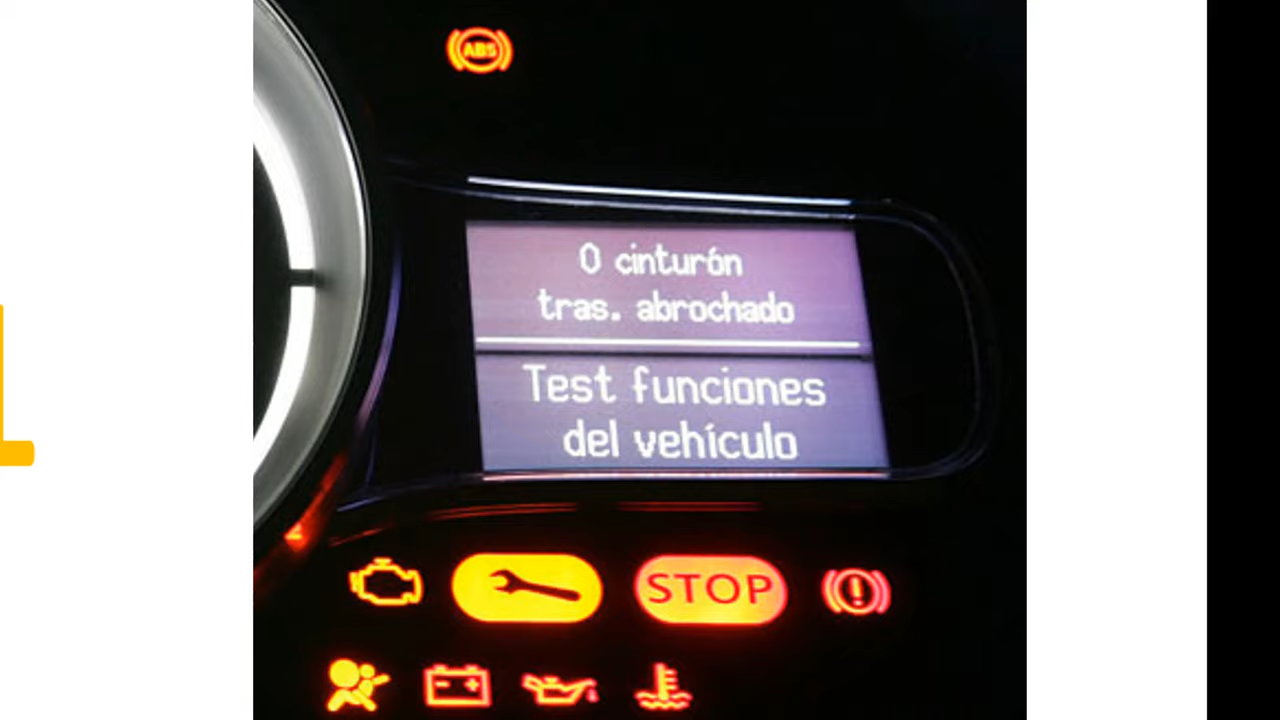 ABS
0 cinturón
tras. abrochado
Test funciones
del vehículo
STOP